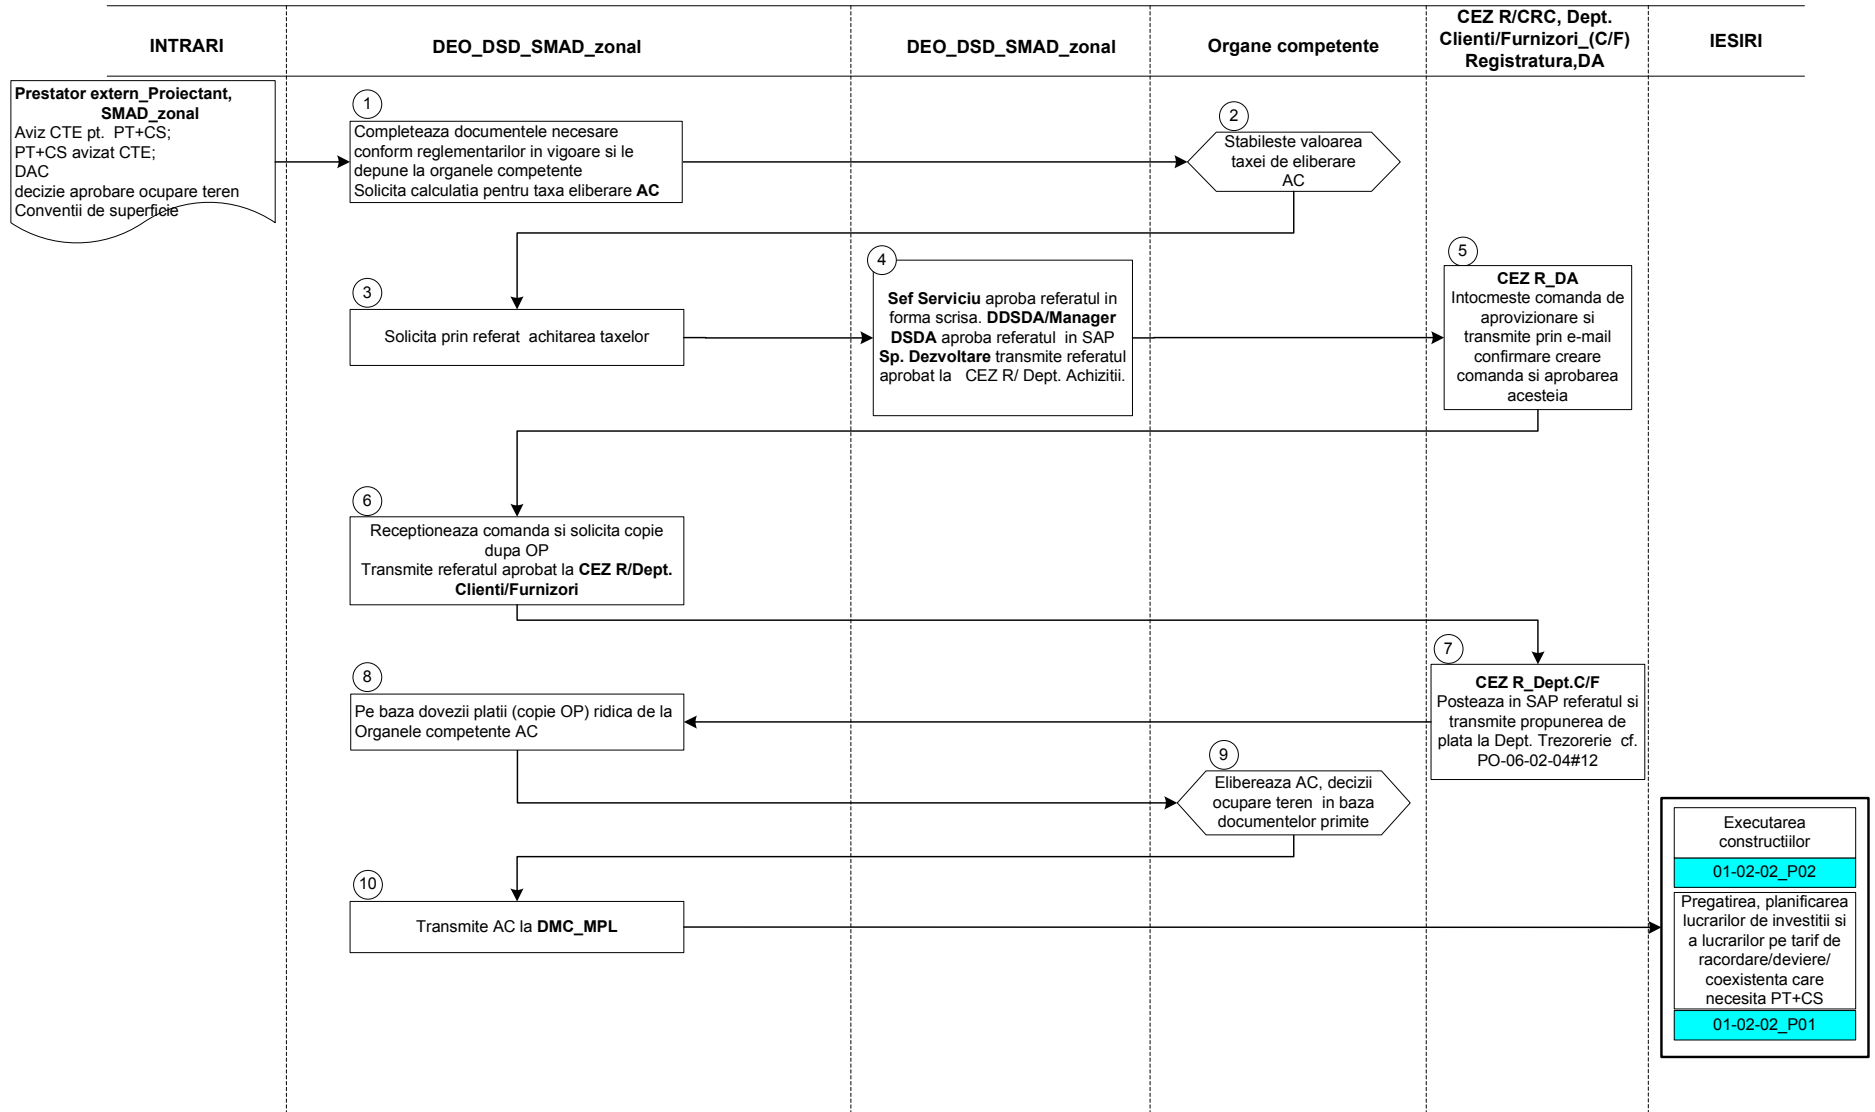 INTRARI
DEO_DSD_SMAD_zonal
DEO_DSD_SMAD_zonal
Organe competente
CEZ R/CRC, Dept.
Clienti/Furnizori_(C/F)
Registratura,DA
IESIRI
Prestator extern_Proiectant,
SMAD_zonal
Aviz CTE pt. PT+CS;
PT+CS avizat CTE;
DAC
decizie aprobare ocupare teren
Conventii de superficie
1
Completeaza documentele necesare
conform reglementarilor in vigoare si le
depune la organele competente
Solicita calculatia pentru taxa eliberare AC
2
Stabileste valoarea
taxei de eliberare
AC
3
Solicita prin referat achitarea taxelor
4
Sef Serviciu aproba referatul in
forma scrisa. DDSDA/Manager
DSDA aproba referatul in SAP
Sp. Dezvoltare transmite referatul
aprobat la CEZ R/ Dept. Achizitii.
5
CEZ R_DA
Intocmeste comanda de
aprovizionare si
transmite prin e-mail
confirmare creare
comanda si aprobarea
acesteia
6
Receptioneaza comanda si solicita copie
dupa OP
Transmite referatul aprobat la CEZ R/Dept.
Clienti/Furnizori
7
CEZ R_Dept.C/F
Posteaza in SAP referatul si
transmite propunerea de
plata la Dept. Trezorerie cf.
PO-06-02-04#12
8
Pe baza dovezii platii (copie OP) ridica de la
Organele competente AC
9
Elibereaza AC, decizii
ocupare teren in baza
documentelor primite
10
Transmite AC la DMC_MPL
Executarea
constructiilor
01-02-02_P02
Pregatirea, planificarea
lucrarilor de investitii si
a lucrarilor pe tarif de
racordare/deviere/
coexistenta care
necesita PT+CS
01-02-02_P01